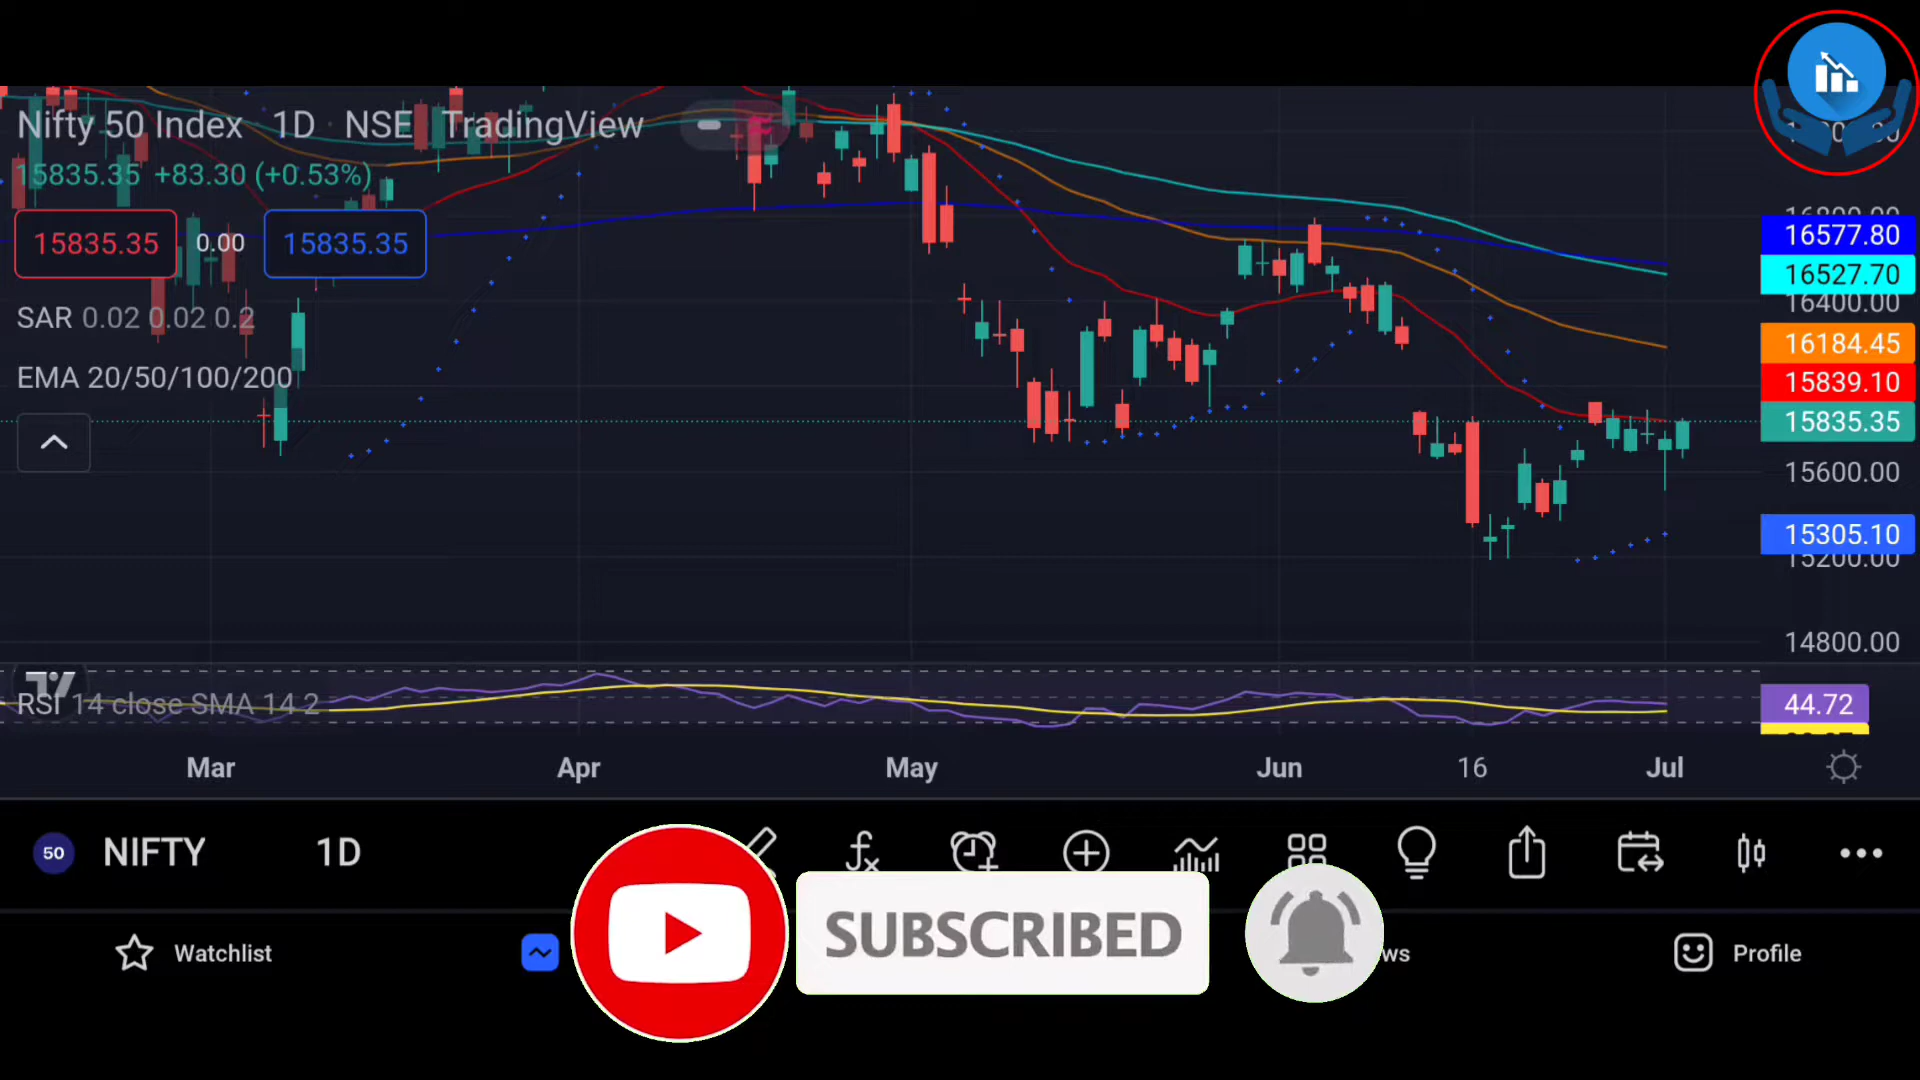 Nifty 50 Index · 1D · NSE TradingView
15835.35 +83.30 (+0.53%)
15835.35 0.00 15835.35
SAR 0.02 0.02 0.2
EMA 20/50/100/200
16577.80
16527.70
16400.00
16184.45
15839.10
15835.35
15600.00
15305.10
15200.00
14800.00
RSI 14 close SMA 14 2
44.72
Mar Apr May Jun 16 Jul
50 NIFTY 1D
SUBSCRIBED
Watchlist
ws
Profile